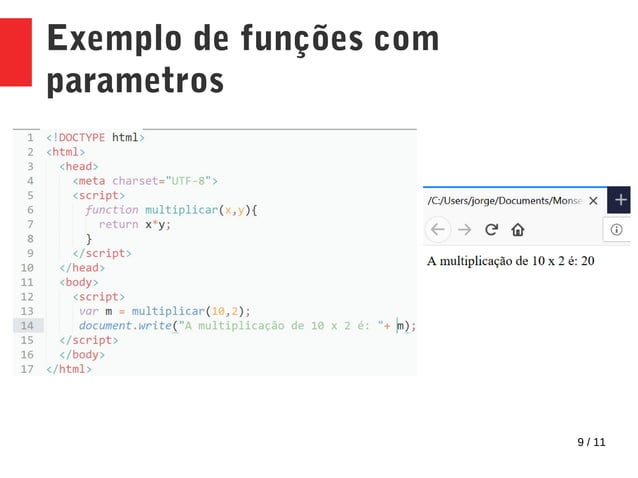 Exemplo de funções com
parametros
1 <!DOCTYPE html>
2 <html>
3 <head>
4 <meta charset="UTF-8">
5 <script>
6 function multiplicar(x,y){
7 return x*y;
8 }
9 </script>
10 </head>
11 <body>
12 <script>
13 var m = multiplicar(10,2);
14 document.write("A multiplicação de 10 x 2 é: "+ m);
15 </script>
16 </body>
17 </html>
/C:/Users/jorge/Documents/Monse
A multiplicação de 10 x 2 é: 20
9 / 11